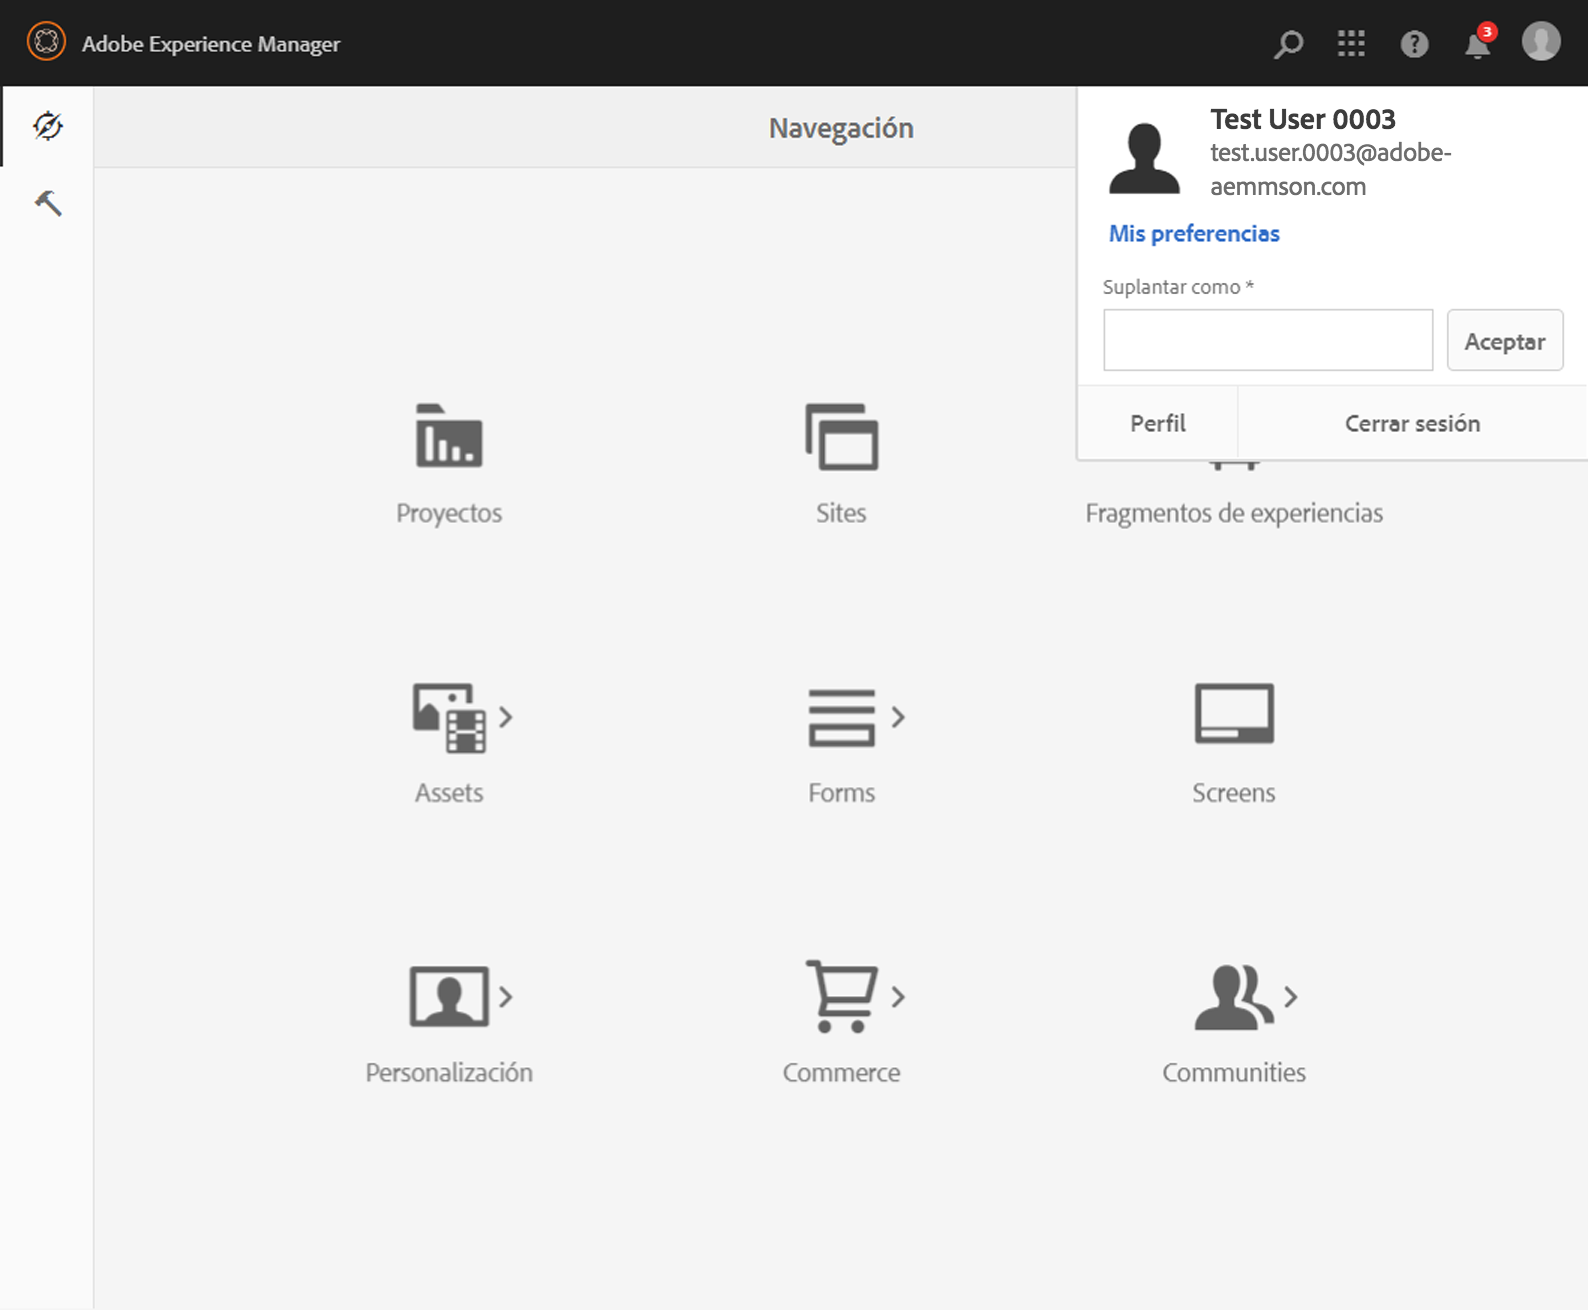 Adobe Experience Manager
3
Navegación
Test User 0003
test.user.0003@adobe-
aemmson.com
Mis preferencias
Suplantar como *
Aceptar
Perfil
Cerrar sesión
Proyectos
Sites
Fragmentos de experiencias
Assets
Forms
Screens
Personalización
Commerce
Communities